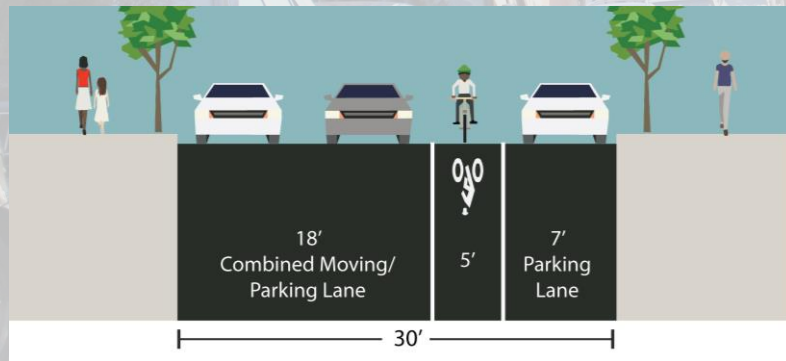 18’
Combined Moving/
Parking Lane
5’
7’
Parking
Lane
30’